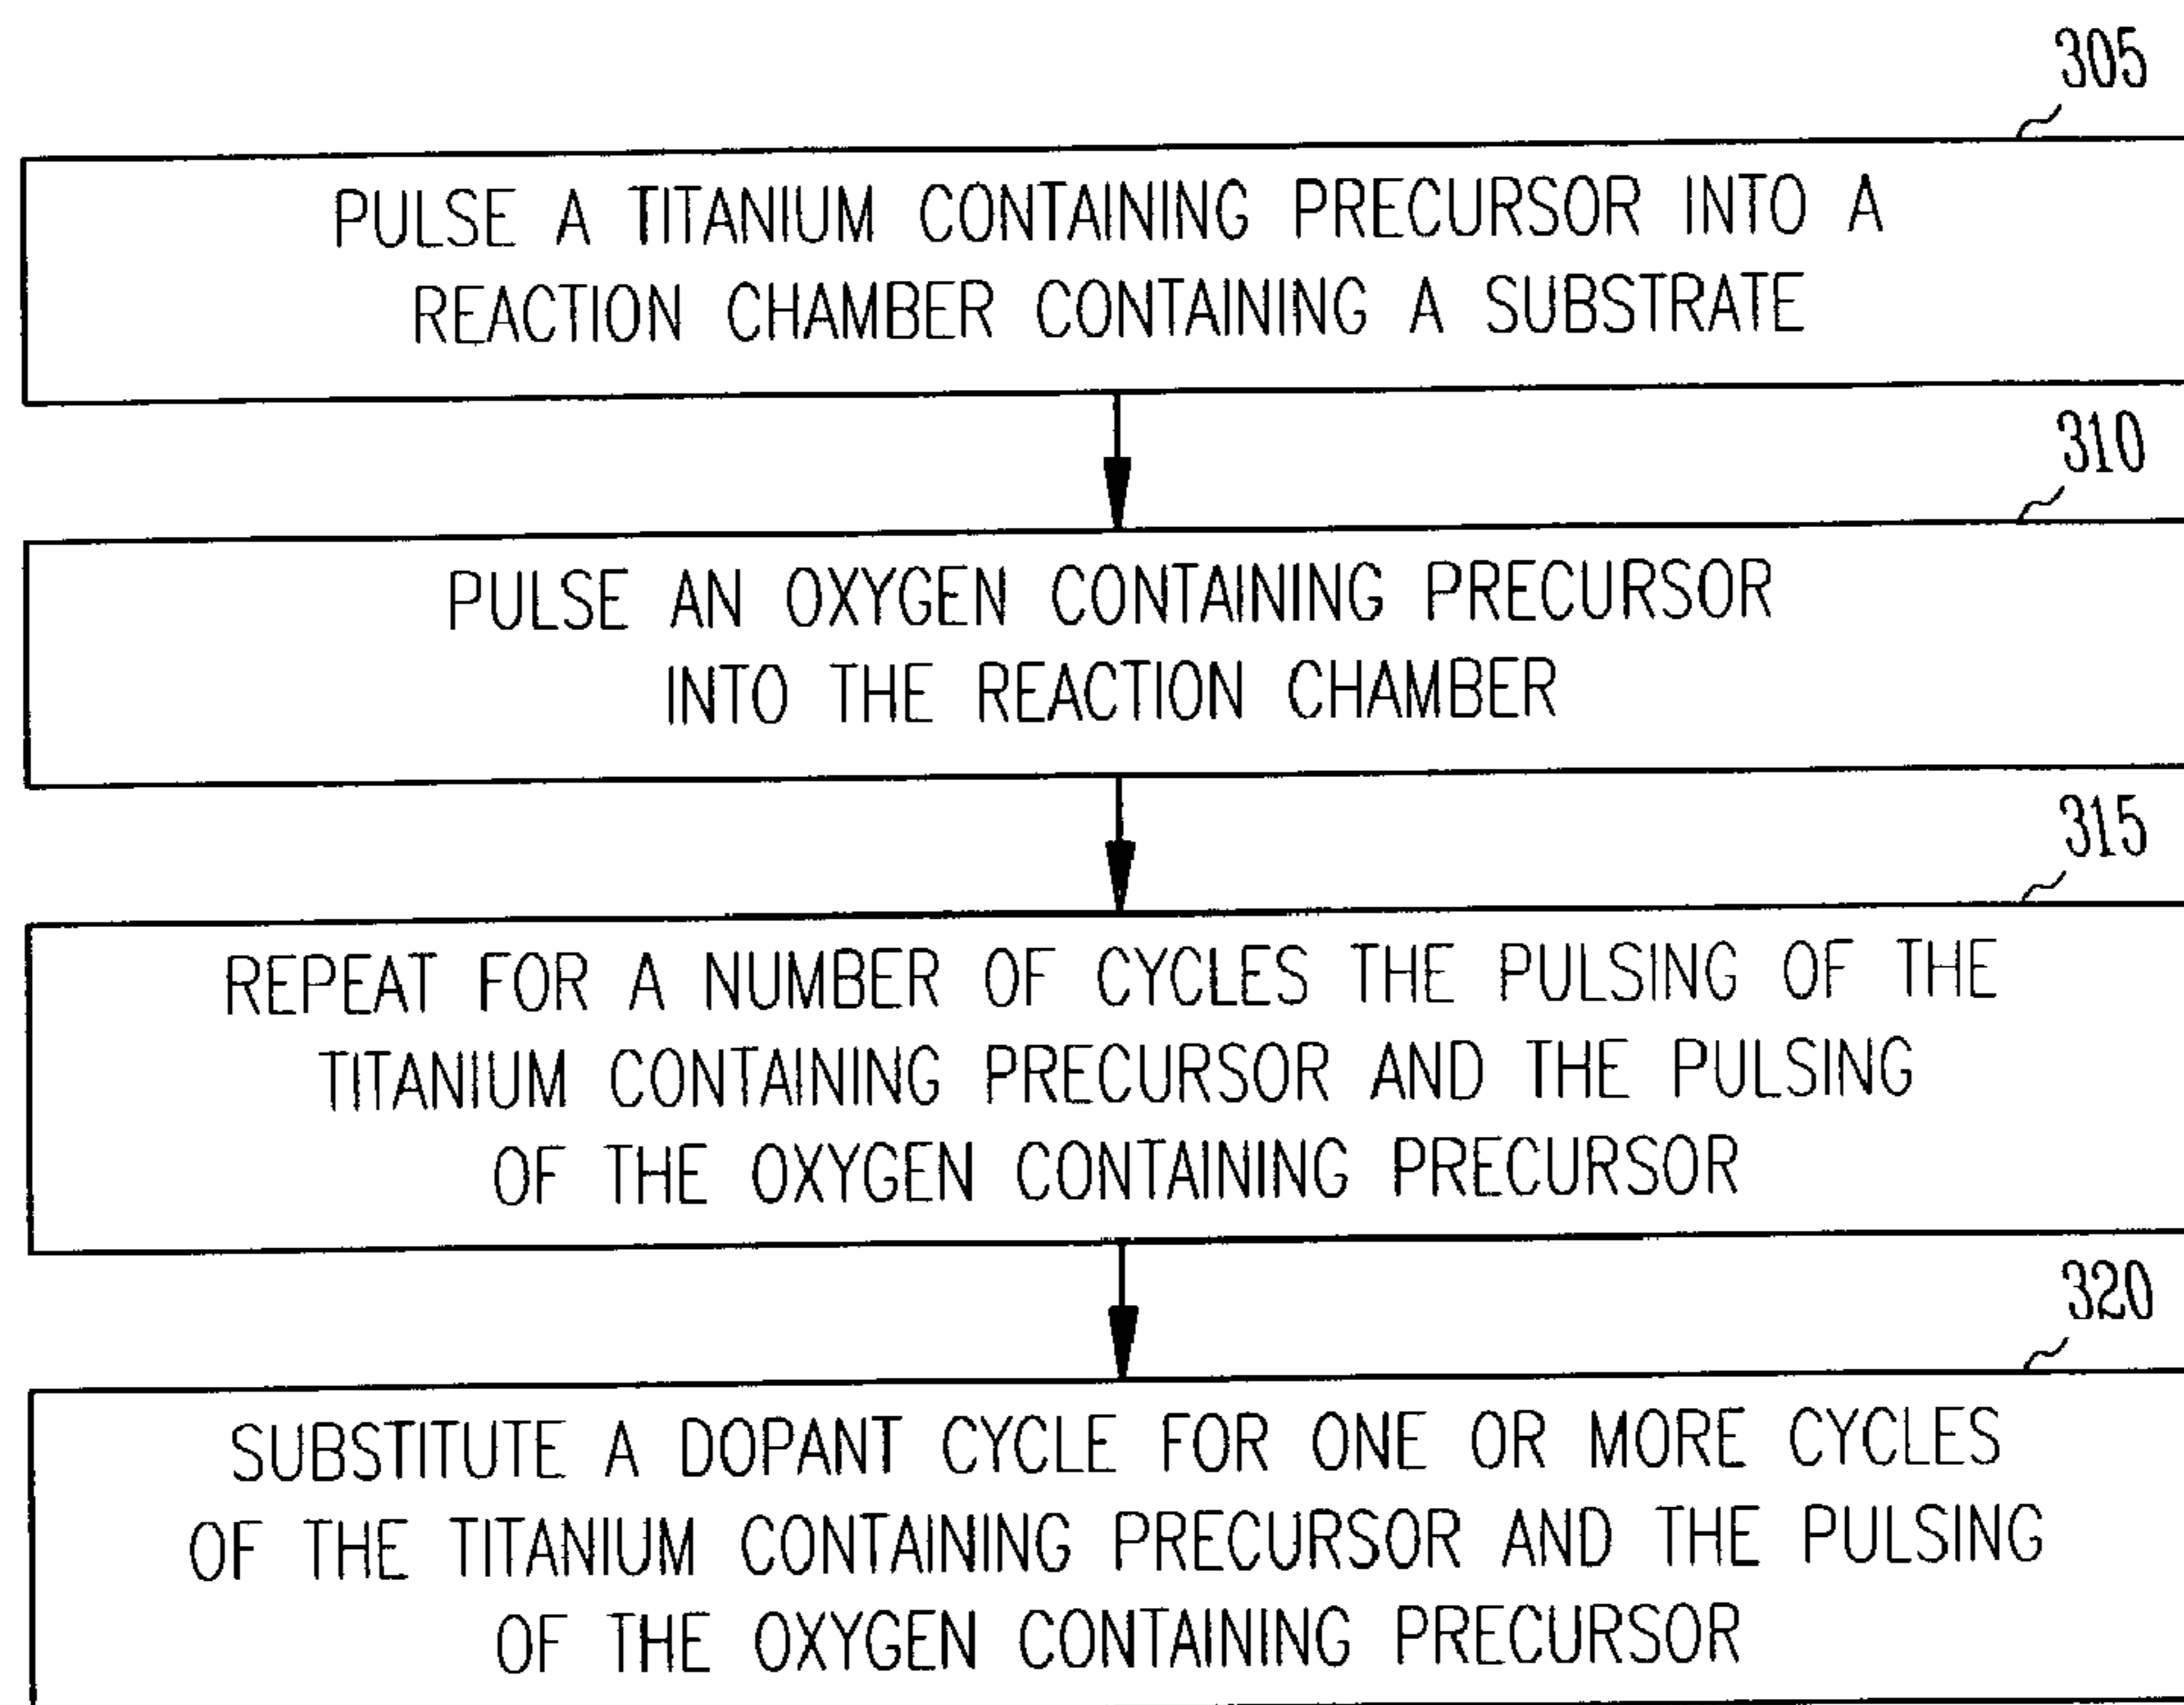 305
PULSE A TITANIUM CONTAINING PRECURSOR INTO A
REACTION CHAMBER CONTAINING A SUBSTRATE
310
PULSE AN OXYGEN CONTAINING PRECURSOR
INTO THE REACTION CHAMBER
315
REPEAT FOR A NUMBER OF CYCLES THE PULSING OF THE
TITANIUM CONTAINING PRECURSOR AND THE PULSING
OF THE OXYGEN CONTAINING PRECURSOR
320
SUBSTITUTE A DOPANT CYCLE FOR ONE OR MORE CYCLES
OF THE TITANIUM CONTAINING PRECURSOR AND THE PULSING
OF THE OXYGEN CONTAINING PRECURSOR